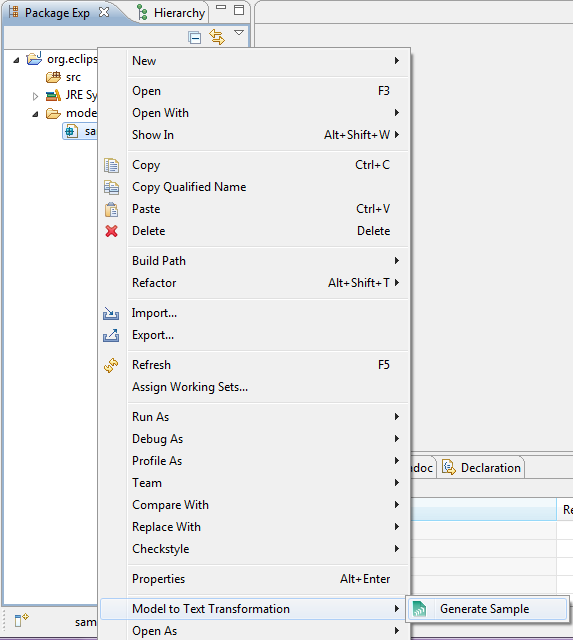 Package Exp Hierarchy
org.eclips
src
JRE Sy
mode
sa
New
Open F3
Open With
Show In Alt+Shift+W
Copy Ctrl+C
Copy Qualified Name
Paste Ctrl+V
Delete Delete
Build Path
Refactor Alt+Shift+T
Import...
Export...
Refresh F5
Assign Working Sets...
Run As
Debug As
Profile As
Team
Compare With
Replace With
Checkstyle
Properties Alt+Enter
Model to Text Transformation
Open As
Generate Sample
adoc Declaration
Re
sam